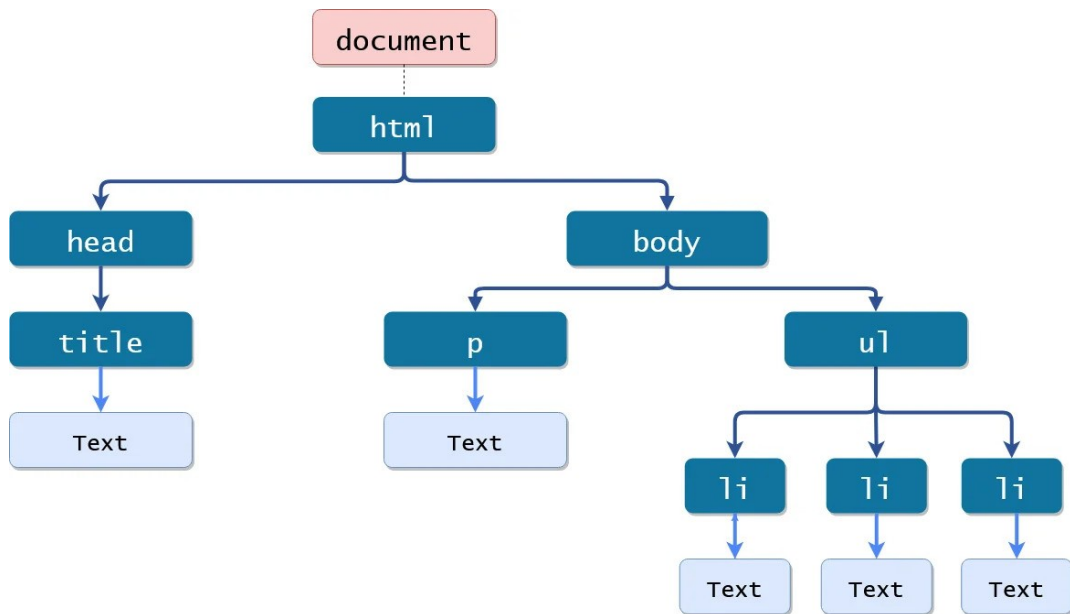 document
html
head
body
title
p
ul
Text
Text
li
li
li
Text
Text
Text